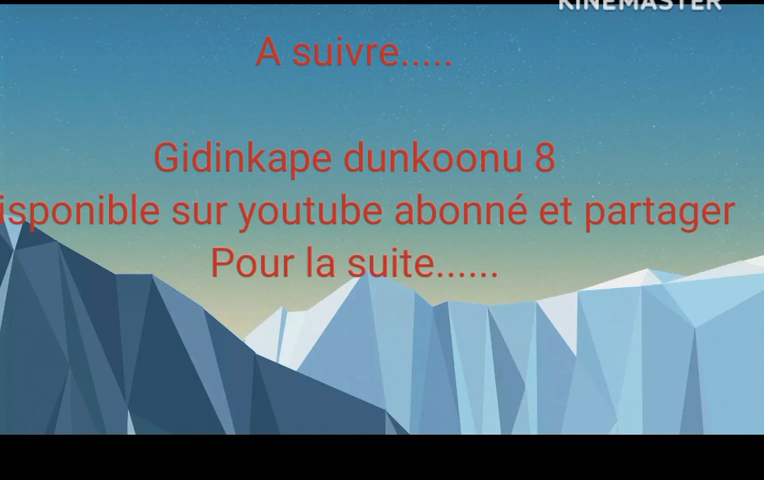 KINEMASTER
A suivre.....
Gidinkape dunkoonu 8
isponible sur youtube abonné et partager
Pour la suite......